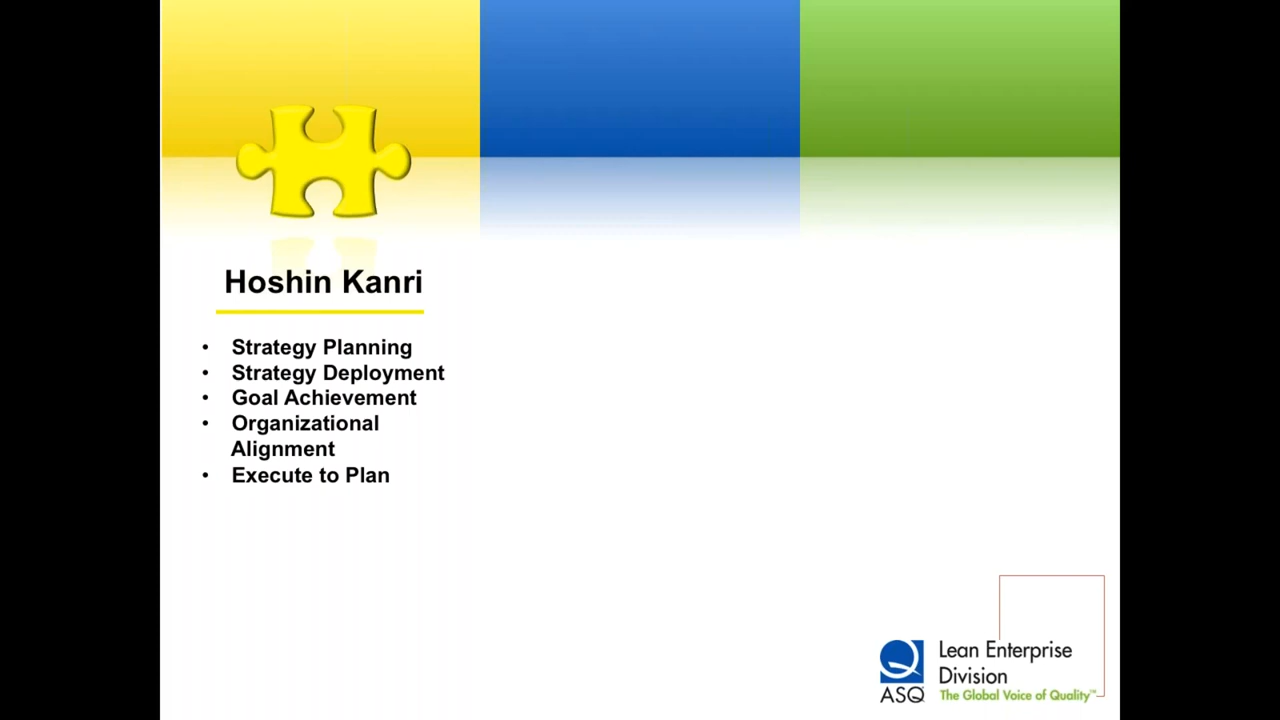 Hoshin Kanri
• Strategy Planning
• Strategy Deployment
• Goal Achievement
• Organizational
Alignment
• Execute to Plan
Lean Enterprise
Division
ASQ The Global Voice of Quality™